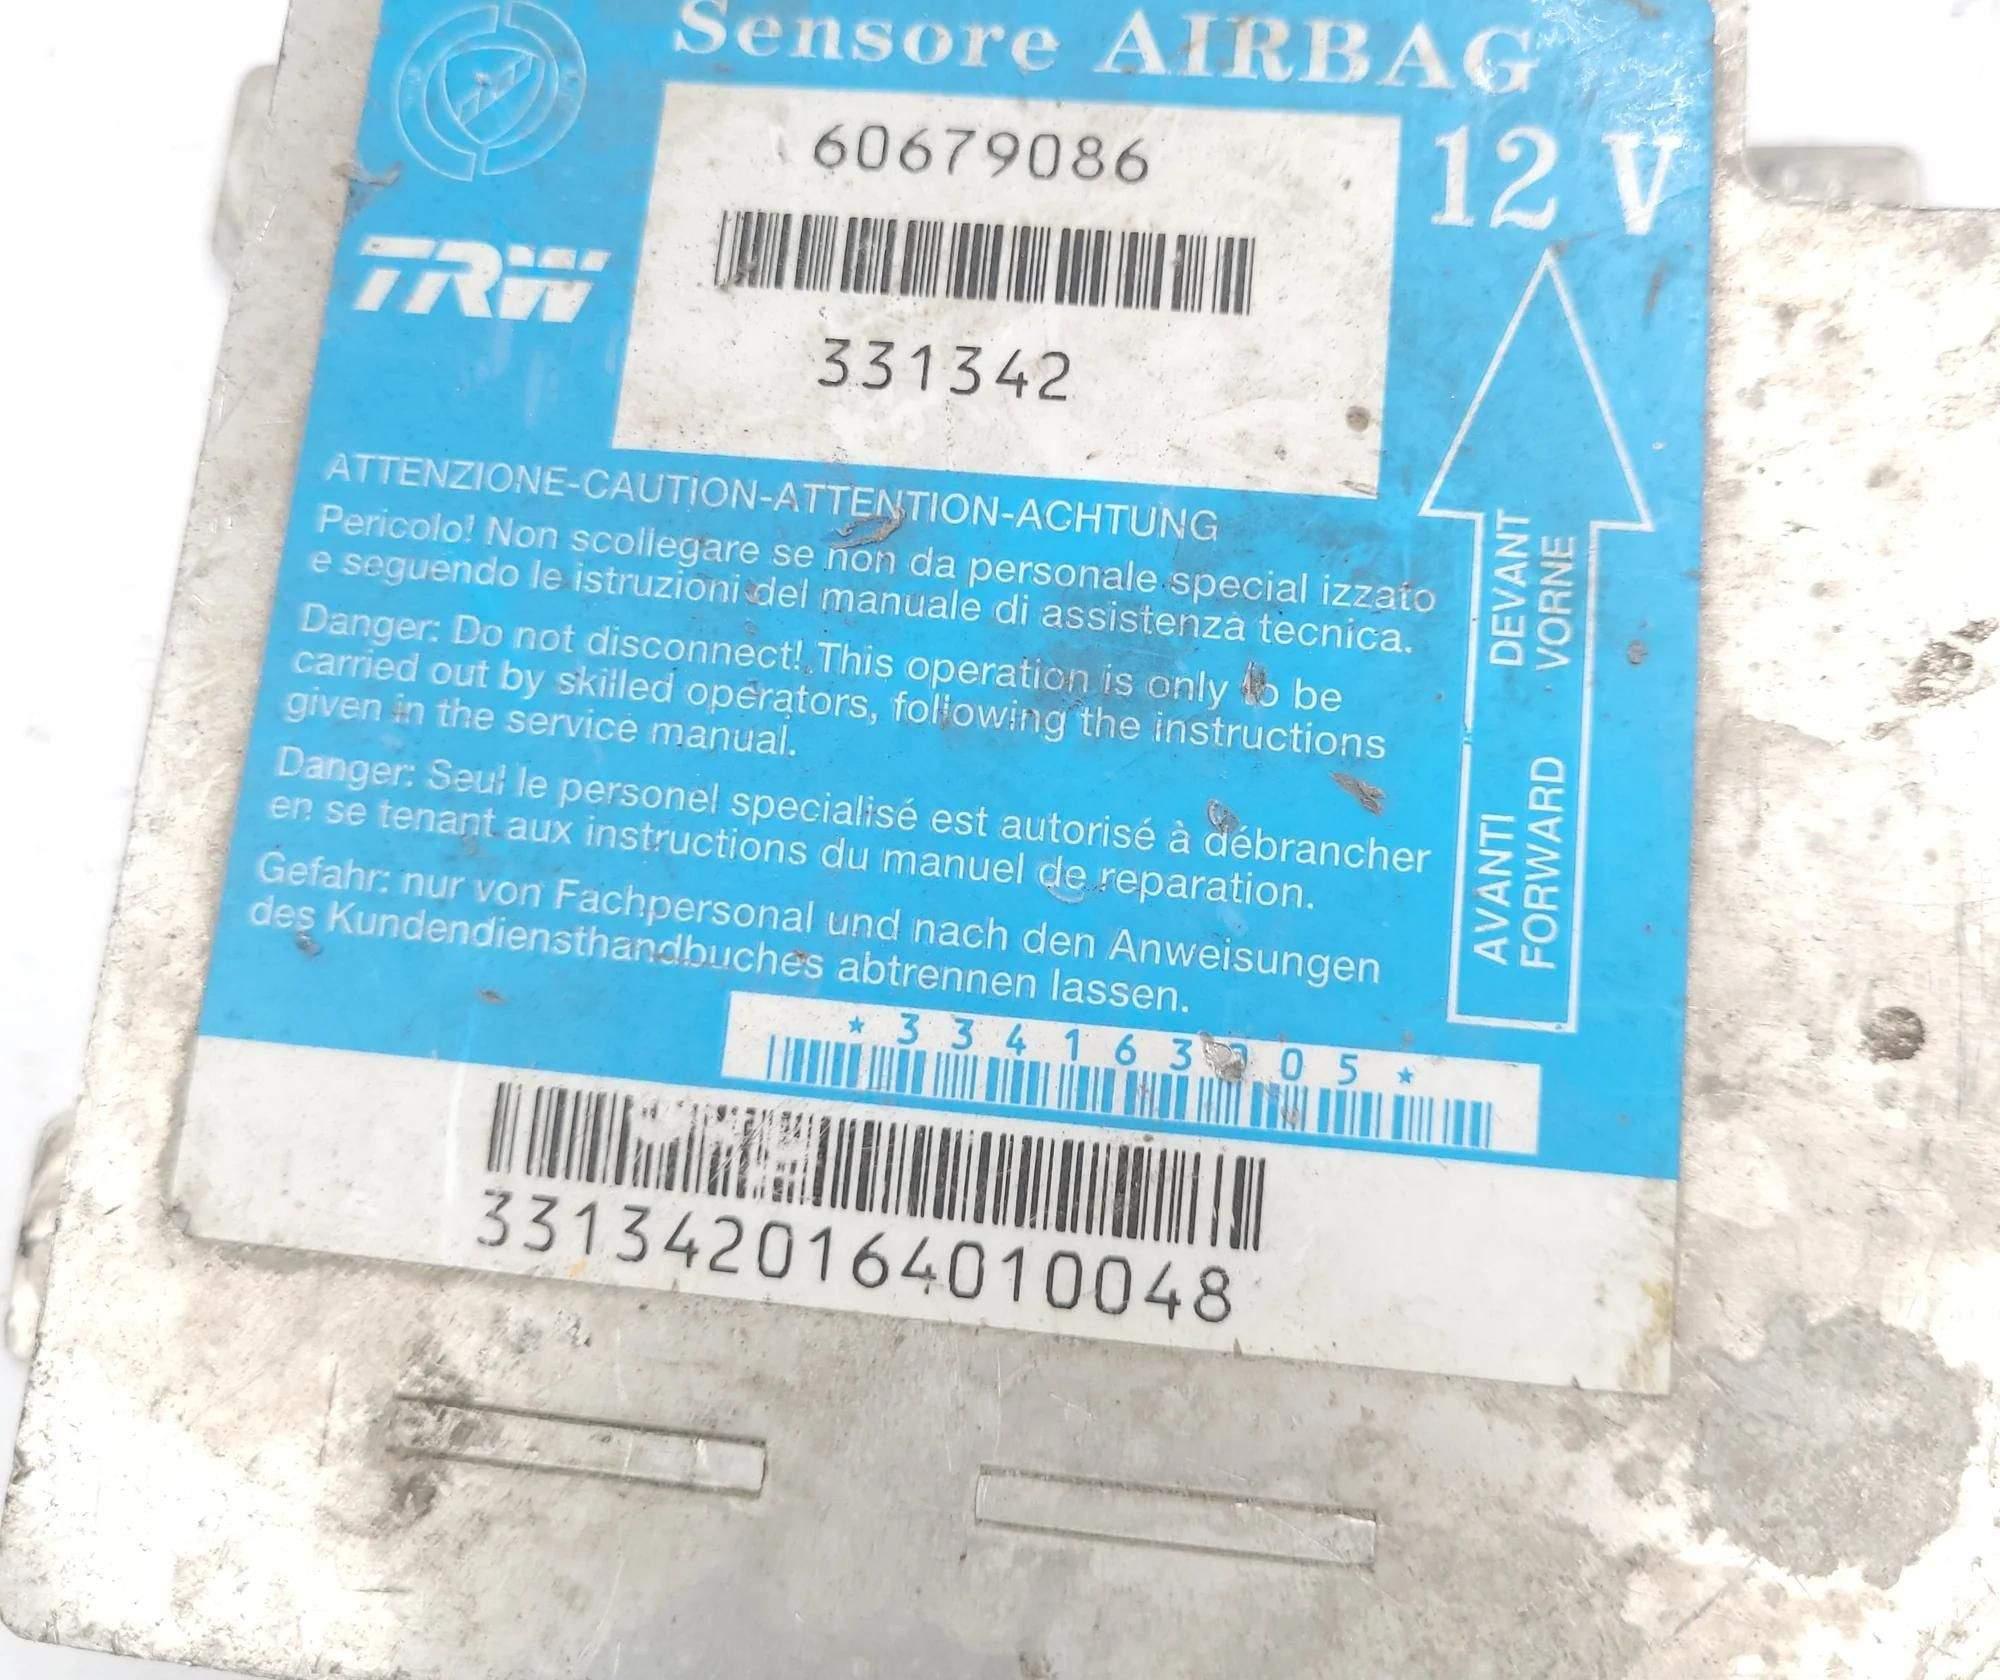 Sensore AIRBAG
60679086
12 V
TRW
331342
ATTENZIONE-CAUTION-ATTENTION-ACHTUNG
Pericolo! Non scollegare se non da personale special izzato
e seguendo le istruzioni del manuale di assistenza tecnica.
Danger: Do not disconnect! This operation is only to be
carried out by skilled operators, following the instructions
given in the service manual.
Danger: Seul le personel specialisé est autorisé à débrancher
en se tenant aux instructions du manuel de reparation.
Gefahr: nur von Fachpersonal und nach den Anweisungen
des Kundendiensthandbuches abtrennen lassen.
DEVANT
VORNE
AVANTI
FORWARD
3313420164010048